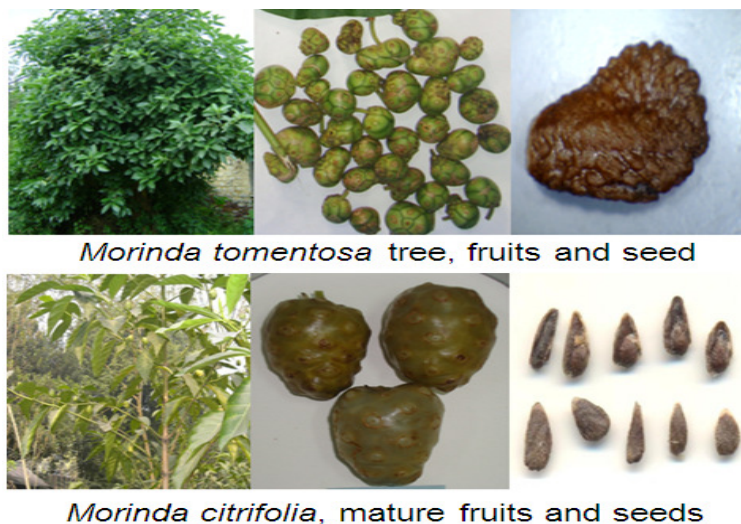 Morinda tomentosa tree, fruits and seed
Morinda citrifolia, mature fruits and seeds